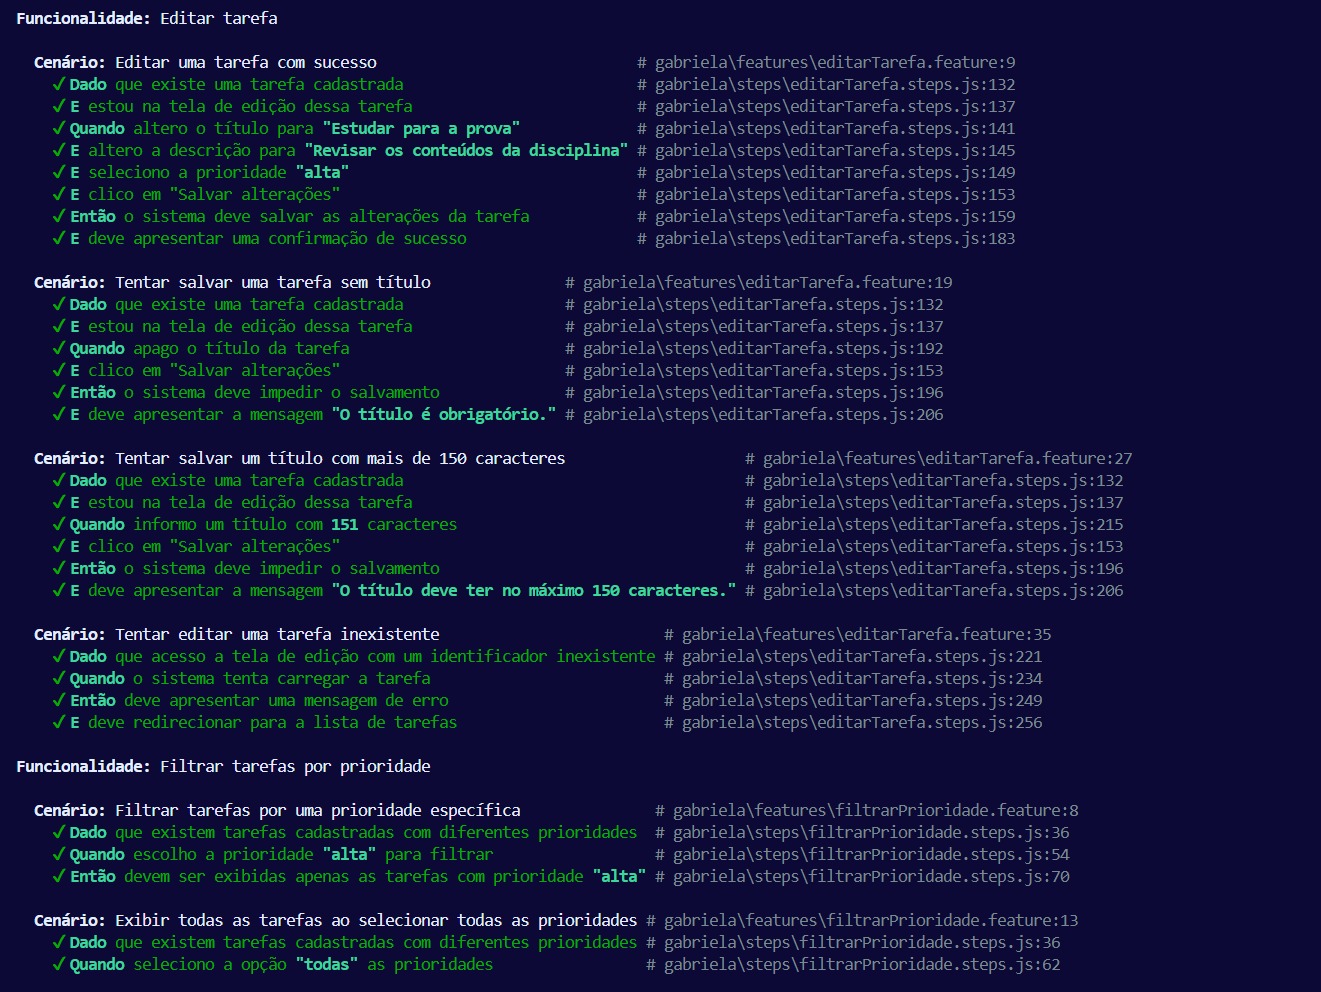 Funcionalidade: Editar tarefa
Cenário: Editar uma tarefa com sucesso # gabriela\features\editarTarefa.feature:9
✓ Dado que existe uma tarefa cadastrada # gabriela\steps\editarTarefa.steps.js:132
✓ E estou na tela de edição dessa tarefa # gabriela\steps\editarTarefa.steps.js:137
✓ Quando altero o título para "Estudar para a prova" # gabriela\steps\editarTarefa.steps.js:141
✓ E altero a descrição para "Revisar os conteúdos da disciplina" # gabriela\steps\editarTarefa.steps.js:145
✓ E seleciono a prioridade "alta" # gabriela\steps\editarTarefa.steps.js:149
✓ E clico em "Salvar alterações" # gabriela\steps\editarTarefa.steps.js:153
✓ Então o sistema deve salvar as alterações da tarefa # gabriela\steps\editarTarefa.steps.js:159
✓ E deve apresentar uma confirmação de sucesso # gabriela\steps\editarTarefa.steps.js:183
Cenário: Tentar salvar uma tarefa sem título # gabriela\features\editarTarefa.feature:19
✓ Dado que existe uma tarefa cadastrada # gabriela\steps\editarTarefa.steps.js:132
✓ E estou na tela de edição dessa tarefa # gabriela\steps\editarTarefa.steps.js:137
✓ Quando apago o título da tarefa # gabriela\steps\editarTarefa.steps.js:192
✓ E clico em "Salvar alterações" # gabriela\steps\editarTarefa.steps.js:153
✓ Então o sistema deve impedir o salvamento # gabriela\steps\editarTarefa.steps.js:196
✓ E deve apresentar a mensagem "O título é obrigatório." # gabriela\steps\editarTarefa.steps.js:206
Cenário: Tentar salvar um título com mais de 150 caracteres # gabriela\features\editarTarefa.feature:27
✓ Dado que existe uma tarefa cadastrada # gabriela\steps\editarTarefa.steps.js:132
✓ E estou na tela de edição dessa tarefa # gabriela\steps\editarTarefa.steps.js:137
✓ Quando informo um título com 151 caracteres # gabriela\steps\editarTarefa.steps.js:215
✓ E clico em "Salvar alterações" # gabriela\steps\editarTarefa.steps.js:153
✓ Então o sistema deve impedir o salvamento # gabriela\steps\editarTarefa.steps.js:196
✓ E deve apresentar a mensagem "O título deve ter no máximo 150 caracteres." # gabriela\steps\editarTarefa.steps.js:206
Cenário: Tentar editar uma tarefa inexistente # gabriela\features\editarTarefa.feature:35
✓ Dado que acesso a tela de edição com um identificador inexistente # gabriela\steps\editarTarefa.steps.js:221
✓ Quando o sistema tenta carregar a tarefa # gabriela\steps\editarTarefa.steps.js:234
✓ Então deve apresentar uma mensagem de erro # gabriela\steps\editarTarefa.steps.js:249
✓ E deve redirecionar para a lista de tarefas # gabriela\steps\editarTarefa.steps.js:256
Funcionalidade: Filtrar tarefas por prioridade
Cenário: Filtrar tarefas por uma prioridade específica # gabriela\features\filtrarPrioridade.feature:8
✓ Dado que existem tarefas cadastradas com diferentes prioridades # gabriela\steps\filtrarPrioridade.steps.js:36
✓ Quando escolho a prioridade "alta" para filtrar # gabriela\steps\filtrarPrioridade.steps.js:54
✓ Então devem ser exibidas apenas as tarefas com prioridade "alta" # gabriela\steps\filtrarPrioridade.steps.js:70
Cenário: Exibir todas as tarefas ao selecionar todas as prioridades # gabriela\features\filtrarPrioridade.feature:13
✓ Dado que existem tarefas cadastradas com diferentes prioridades # gabriela\steps\filtrarPrioridade.steps.js:36
✓ Quando seleciono a opção "todas" as prioridades # gabriela\steps\filtrarPrioridade.steps.js:62